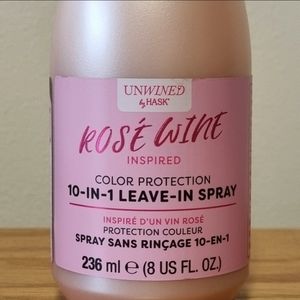 UNWINED
by HASK®
ROSÉ WINE
INSPIRED
COLOR PROTECTION
10-IN-1 LEAVE-IN SPRAY
INSPIRÉ D'UN VIN ROSÉ
PROTECTION COULEUR
SPRAY SANS RINÇAGE 10-EN-1
236 ml ℮ (8 US FL. OZ.)